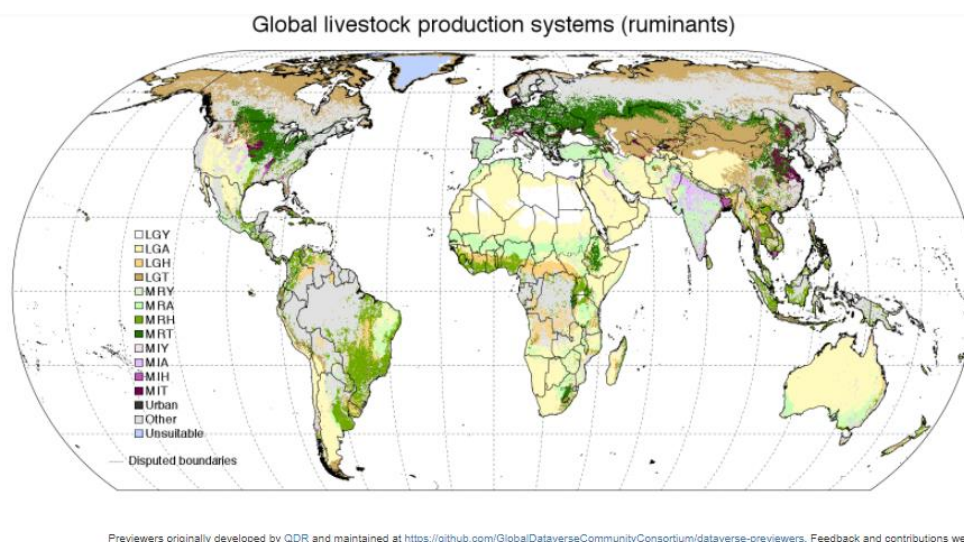 Global livestock production systems (ruminants)
LGY
LGA
LGH
LGT
MRY
MRA
MRH
MRT
MIY
MIA
MIH
MIT
Urban
Other
Unsuitable
Disputed boundaries
Previewers originally developed by QDR and maintained at https://github.com/GlobalDataverseCommunityConsortium/dataverse-previewers. Feedback and contributions we